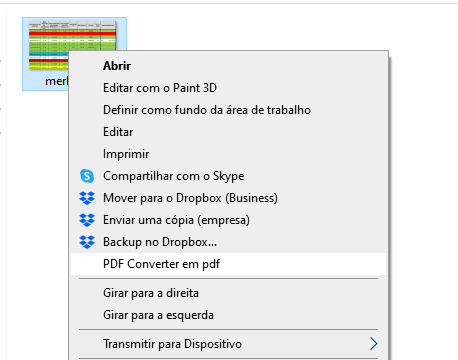 merl
Abrir
Editar com o Paint 3D
Definir como fundo da área de trabalho
Editar
Imprimir
Compartilhar com o Skype
Mover para o Dropbox (Business)
Enviar uma cópia (empresa)
Backup no Dropbox...
PDF Converter em pdf
Girar para a direita
Girar para a esquerda
Transmitir para Dispositivo